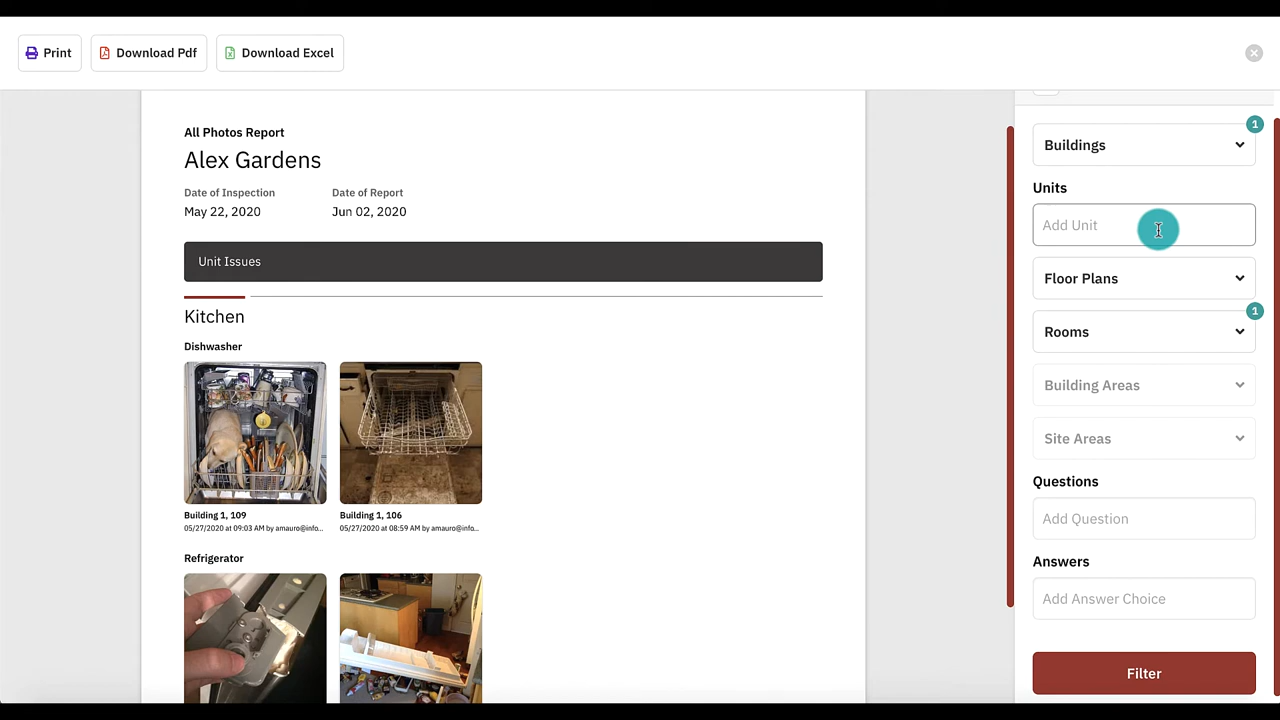 Print
Download Pdf
Download Excel
All Photos Report
Alex Gardens
Date of Inspection
Date of Report
May 22, 2020
Jun 02, 2020
Unit Issues
Kitchen
Dishwasher
Building 1, 109
Building 1, 106
05/27/2020 at 09:03 AM by amauro@info...
05/27/2020 at 08:59 AM by amauro@info...
Refrigerator
1
Buildings
Units
Add Unit
Floor Plans
1
Rooms
Building Areas
Site Areas
Questions
Add Question
Answers
Add Answer Choice
Filter